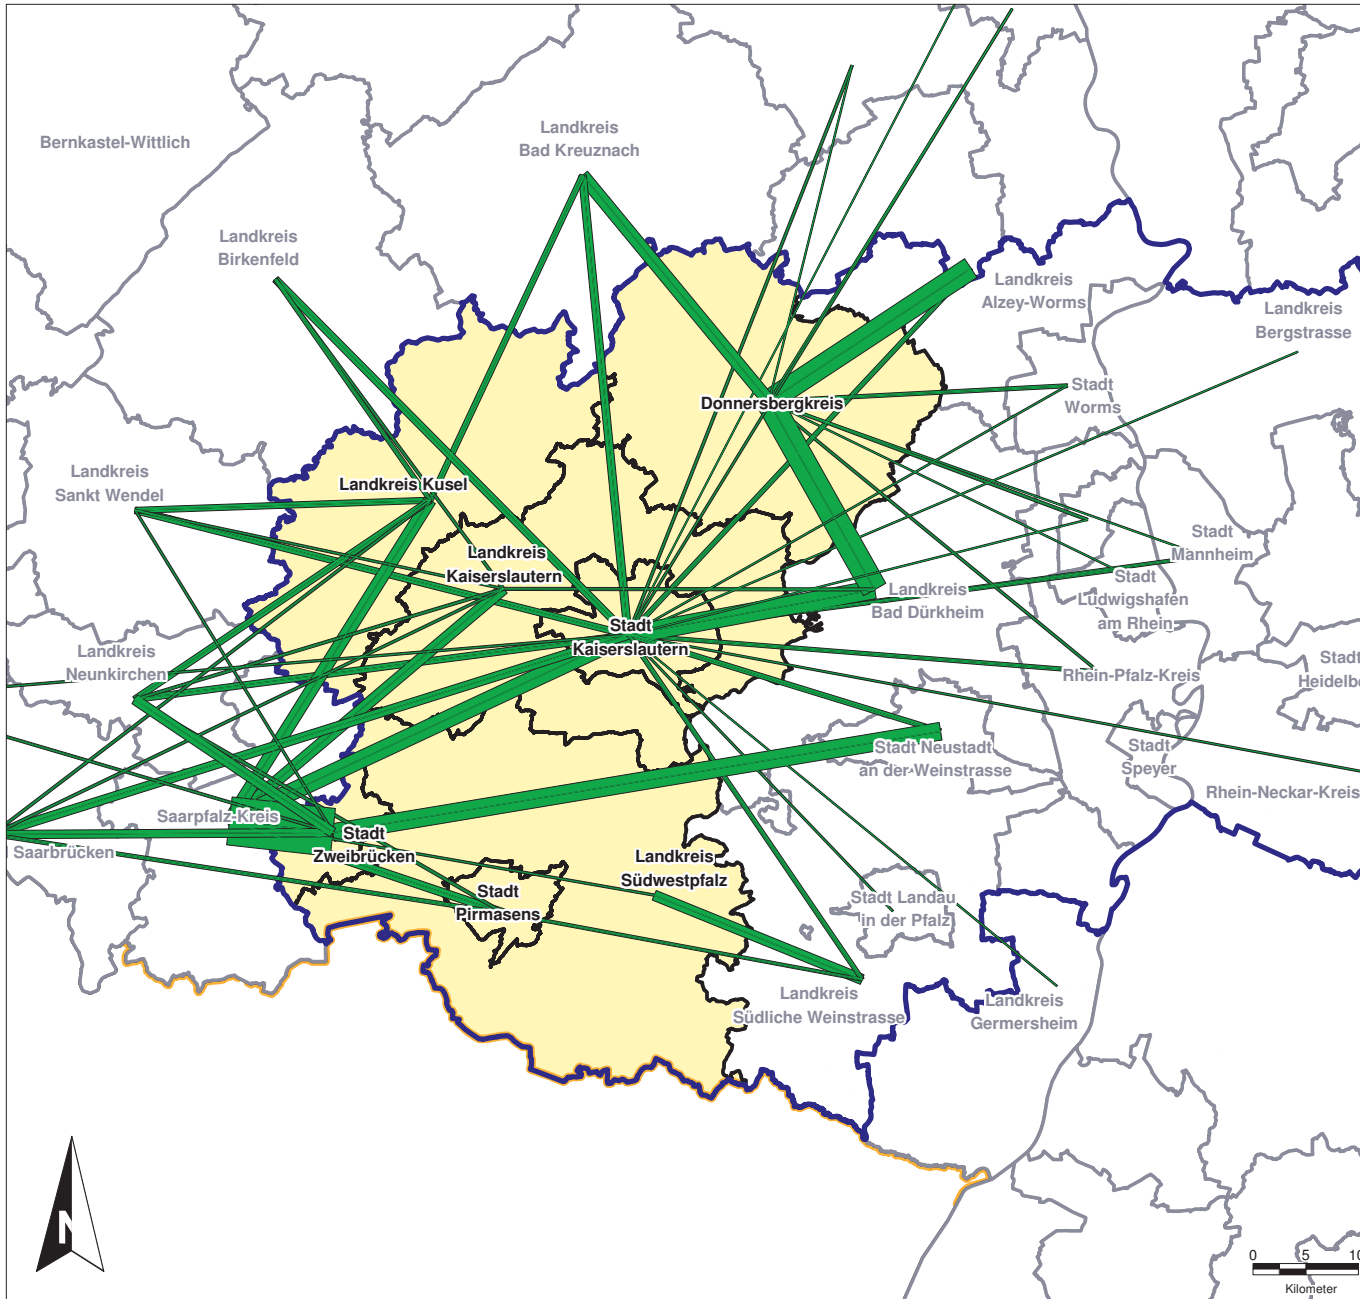 Landkreis
Bad Kreuznach
Bernkastel-Wittlich
Landkreis
Birkenfeld
Landkreis
Alzey-Worms
Landkreis
Bergstrasse
Stadt
Worms
Donnersbergkreis
Landkreis
Sankt Wendel
Landkreis Kusel
Landkreis
Kaiserslautern
Stadt
Mannheim
Stadt
Ludwigshafen
am Rhein
Landkreis
Bad Dürkheim
Stadt
Kaiserslautern
Landkreis
Neunkirchen
Rhein-Pfalz-Kreis
Stadt
Heidelbe
Stadt Neustadt
an der Weinstrasse
Stadt
Speyer
Rhein-Neckar-Kreis
Saarpfalz-Kreis
Saarbrücken
Stadt
Zweibrücken
Landkreis
Südwestpfalz
Stadt
Pirmasens
Stadt Landau
in der Pfalz
Landkreis
Südliche Weinstrasse
Landkreis
Germersheim
N
0 5 10
Kilometer